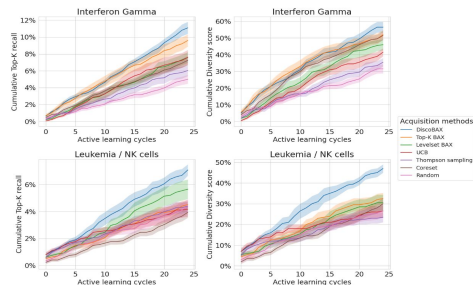 Interferon Gamma
Cumulative Top-K recall
12%
10%
8%
6%
4%
2%
0%
0 5 10 15 20 25
Active learning cycles
Interferon Gamma
Cumulative Diversity score
60%
50%
40%
30%
20%
10%
0%
0 5 10 15 20 25
Active learning cycles
Leukemia / NK cells
Cumulative Top-K recall
6%
4%
2%
0%
0 5 10 15 20 25
Active learning cycles
Leukemia / NK cells
Cumulative Diversity score
50%
40%
30%
20%
10%
0%
0 5 10 15 20 25
Active learning cycles
Acquisition methods
DiscoBAX
Top-K BAX
Levelset BAX
UCB
Thompson sampling
Coreset
Random